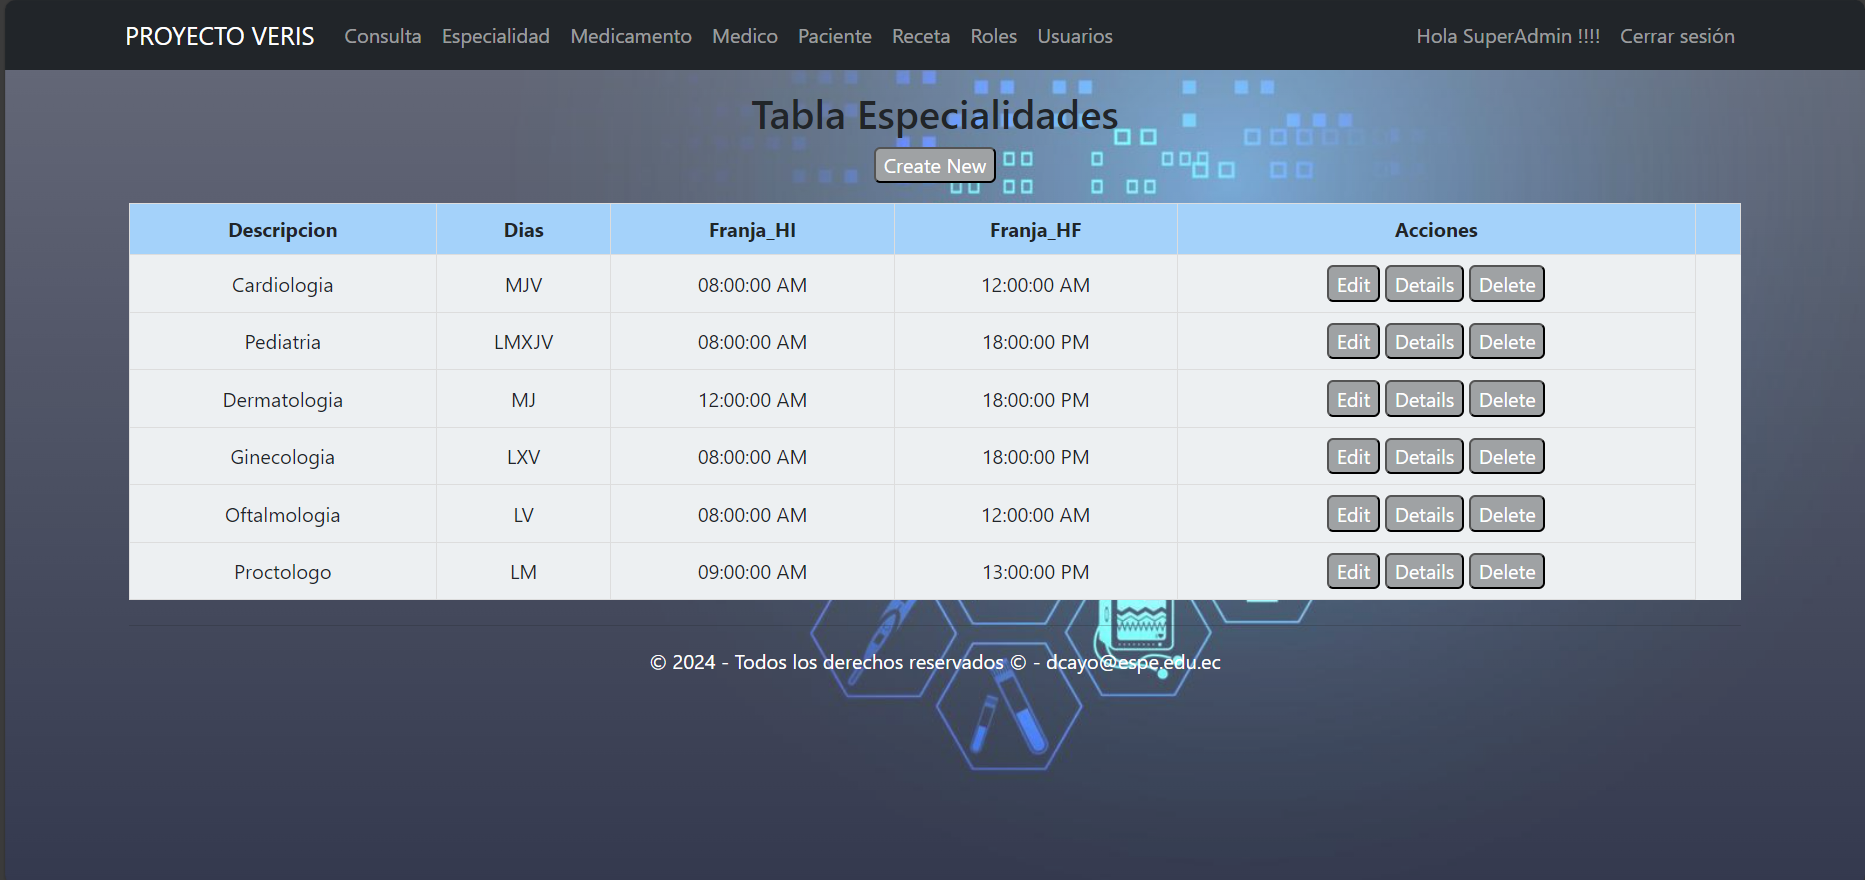 PROYECTO VERIS Consulta Especialidad Medicamento Medico Paciente Receta Roles Usuarios Hola SuperAdmin !!!! Cerrar sesión
Tabla Especialidades
Create New
Descripcion Dias Franja_HI Franja_HF Acciones
Cardiologia MJV 08:00:00 AM 12:00:00 AM Edit Details Delete
Pediatria LMXJV 08:00:00 AM 18:00:00 PM Edit Details Delete
Dermatologia MJ 12:00:00 AM 18:00:00 PM Edit Details Delete
Ginecologia LXV 08:00:00 AM 18:00:00 PM Edit Details Delete
Oftalmologia LV 08:00:00 AM 12:00:00 AM Edit Details Delete
Proctologo LM 09:00:00 AM 13:00:00 PM Edit Details Delete
© 2024 - Todos los derechos reservados © - dcayo@espe.edu.ec